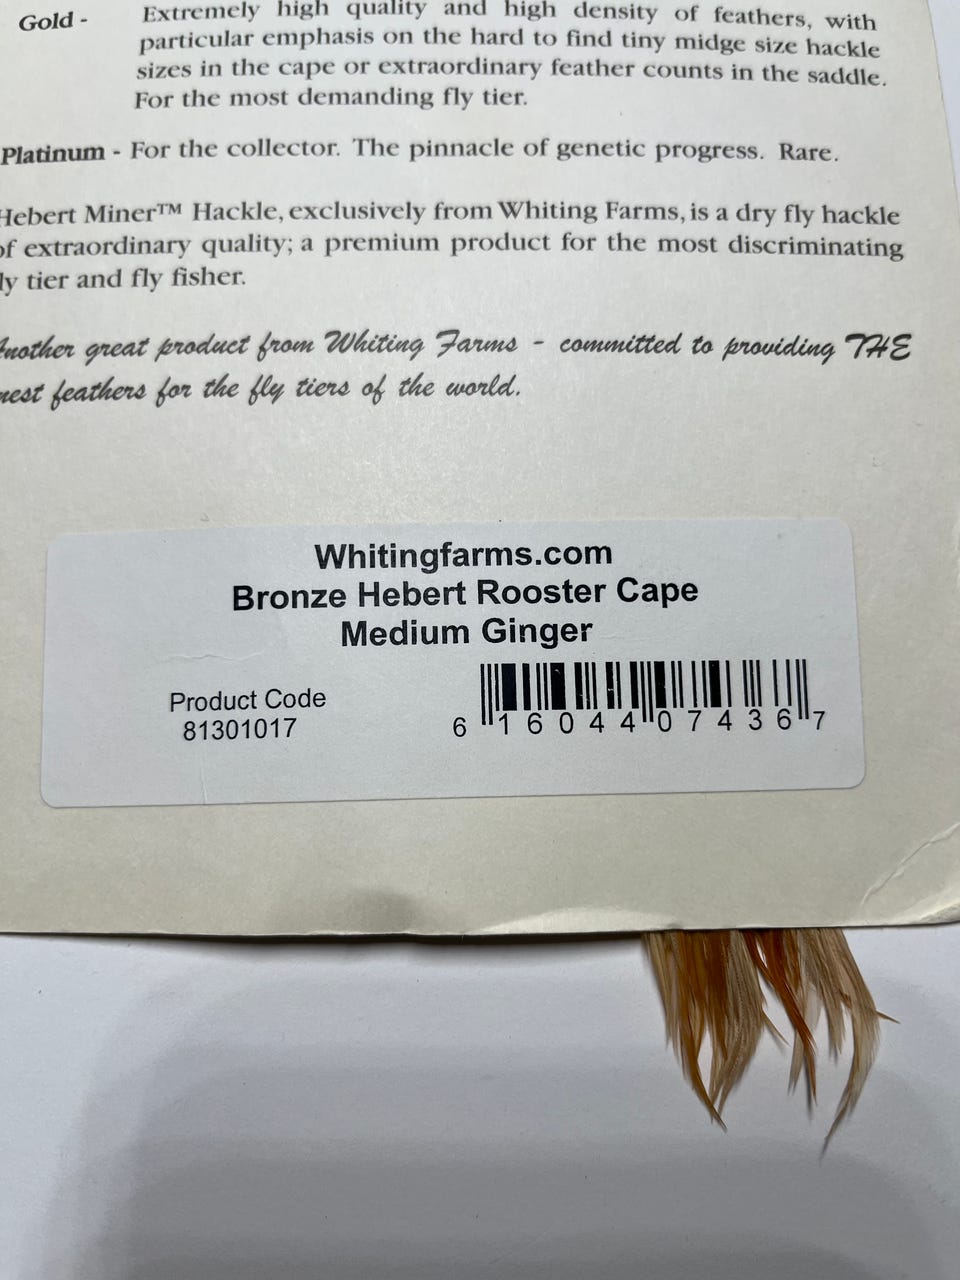 Gold - Extremely high quality and high density of feathers, with
particular emphasis on the hard to find tiny midge size hackle
sizes in the cape or extraordinary feather counts in the saddle.
For the most demanding fly tier.
Platinum - For the collector. The pinnacle of genetic progress. Rare.
Hebert Miner™ Hackle, exclusively from Whiting Farms, is a dry fly hackle
of extraordinary quality; a premium product for the most discriminating
ly tier and fly fisher.
Another great product from Whiting Farms - committed to providing THE
nest feathers for the fly tiers of the world.
Whitingfarms.com
Bronze Hebert Rooster Cape
Medium Ginger
Product Code
81301017
6 16044 07436 7